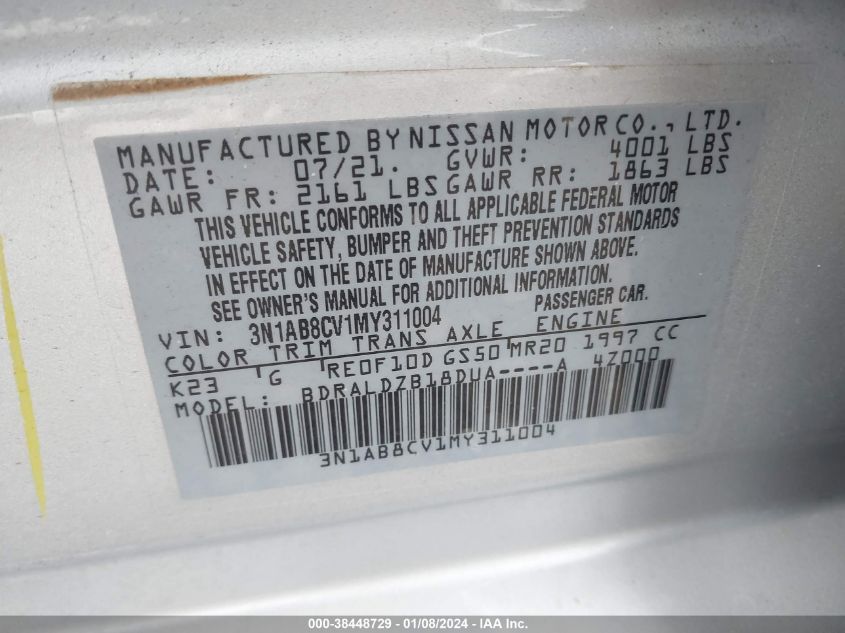 MANUFACTURED BY NISSAN MOTOR CO., LTD.
DATE: 07/21. GVWR: 4001 LBS
GAWR FR: 2161 LBS GAWR RR: 1863 LBS
THIS VEHICLE CONFORMS TO ALL APPLICABLE FEDERAL MOTOR
VEHICLE SAFETY, BUMPER AND THEFT PREVENTION STANDARDS
IN EFFECT ON THE DATE OF MANUFACTURE SHOWN ABOVE.
SEE OWNER'S MANUAL FOR ADDITIONAL INFORMATION.
VIN: 3N1AB8CV1MY311004 PASSENGER CAR.
COLOR TRIM TRANS AXLE ENGINE
K23 G RE0F10D GS50 MR20 1997 CC
MODEL: BDRALDZB18DUA----A 4Z000
3N1AB8CV1MY311004
000-38448729 - 01/08/2024 - IAA Inc.